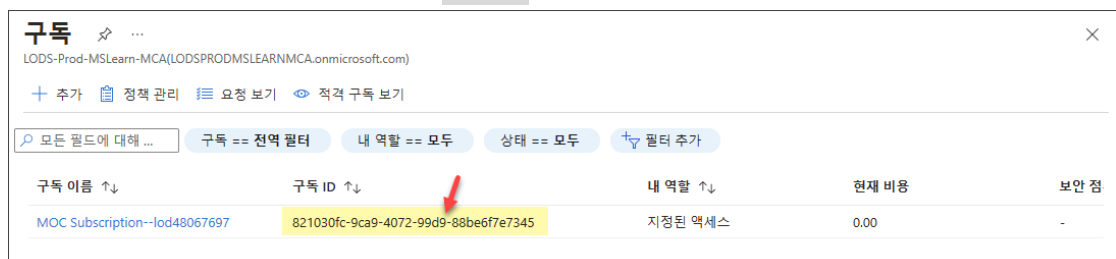 구독
LODS-Prod-MSLearn-MCA(LODSPRODMSLEARNMCA.onmicrosoft.com)
추가 정책 관리 요청 보기 적격 구독 보기
모든 필드에 대해 ... 구독 == 전역 필터 내 역할 == 모두 상태 == 모두 필터 추가
구독 이름 ↑↓ 구독 ID ↑↓ 내 역할 ↑↓ 현재 비용 보안 점
MOC Subscription--lod48067697 821030fc-9ca9-4072-99d9-88be6f7e7345 지정된 액세스 0.00 -